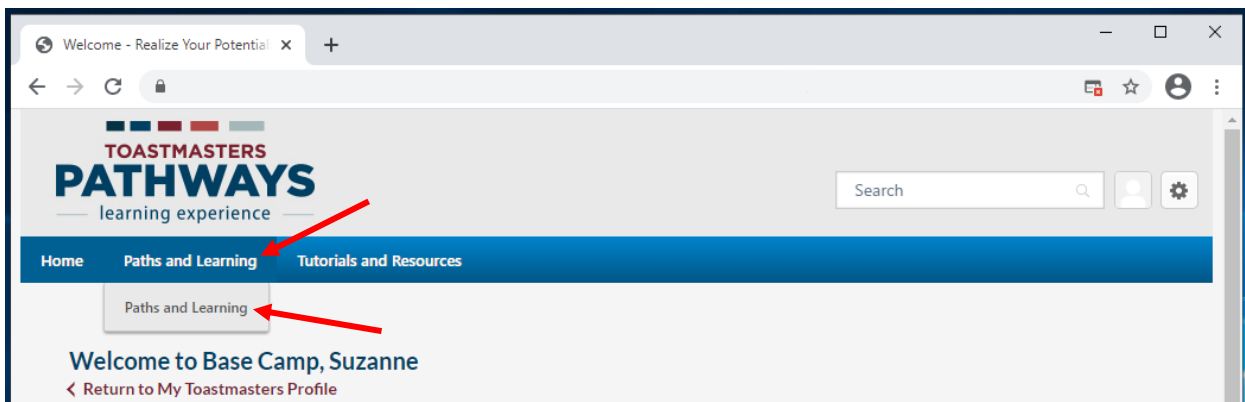 Welcome - Realize Your Potential
TOASTMASTERS
PATHWAYS
learning experience
Search
Home Paths and Learning Tutorials and Resources
Paths and Learning
Welcome to Base Camp, Suzanne
Return to My Toastmasters Profile